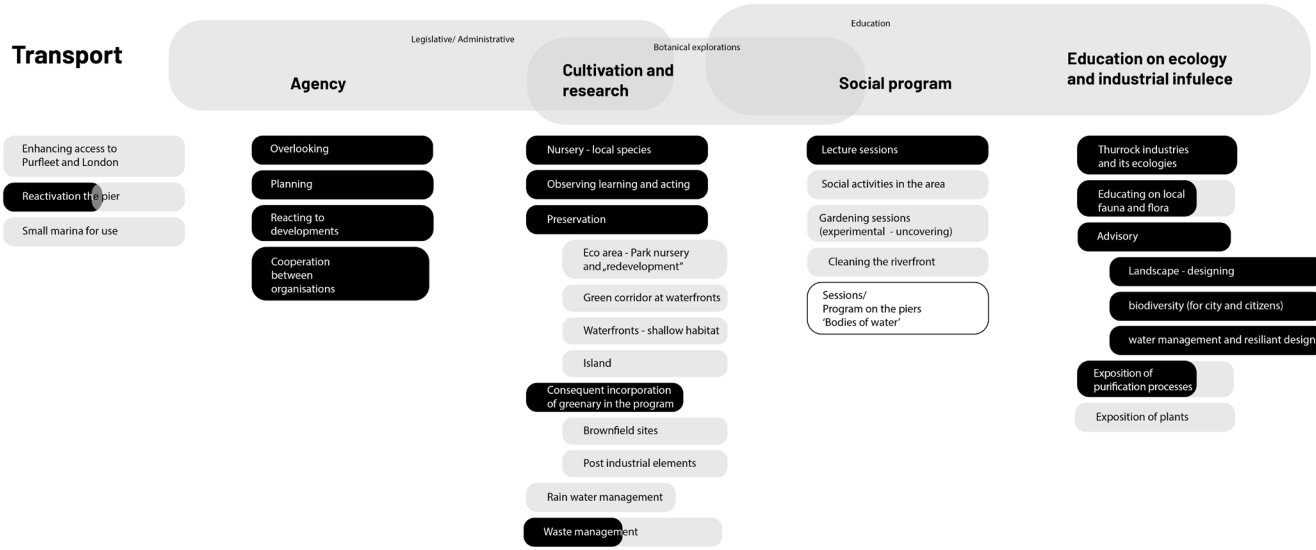 Transport
Legislative/ Administrative
Botanical explorations
Education
Agency
Cultivation and
research
Social program
Education on ecology
and industrial infulece
Enhancing access to
Purfleet and London
Reactivation the pier
Small marina for use
Overlooking
Planning
Reacting to
developments
Cooperation
between
organisations
Nursery - local species
Observing learning and acting
Preservation
Eco area - Park nursery
and „redevelopment"
Green corridor at waterfronts
Waterfronts - shallow habitat
Island
Consequent incorporation
of greenary in the program
Brownfield sites
Post industrial elements
Rain water management
Waste management
Lecture sessions
Social activities in the area
Gardening sessions
(experimental - uncovering)
Cleaning the riverfront
Sessions/
Program on the piers
'Bodies of water'
Thurrock industries
and its ecologies
Educating on local
fauna and flora
Advisory
Landscape - designing
biodiversity (for city and citizens)
water management and resiliant design
Exposition of
purification processes
Exposition of plants